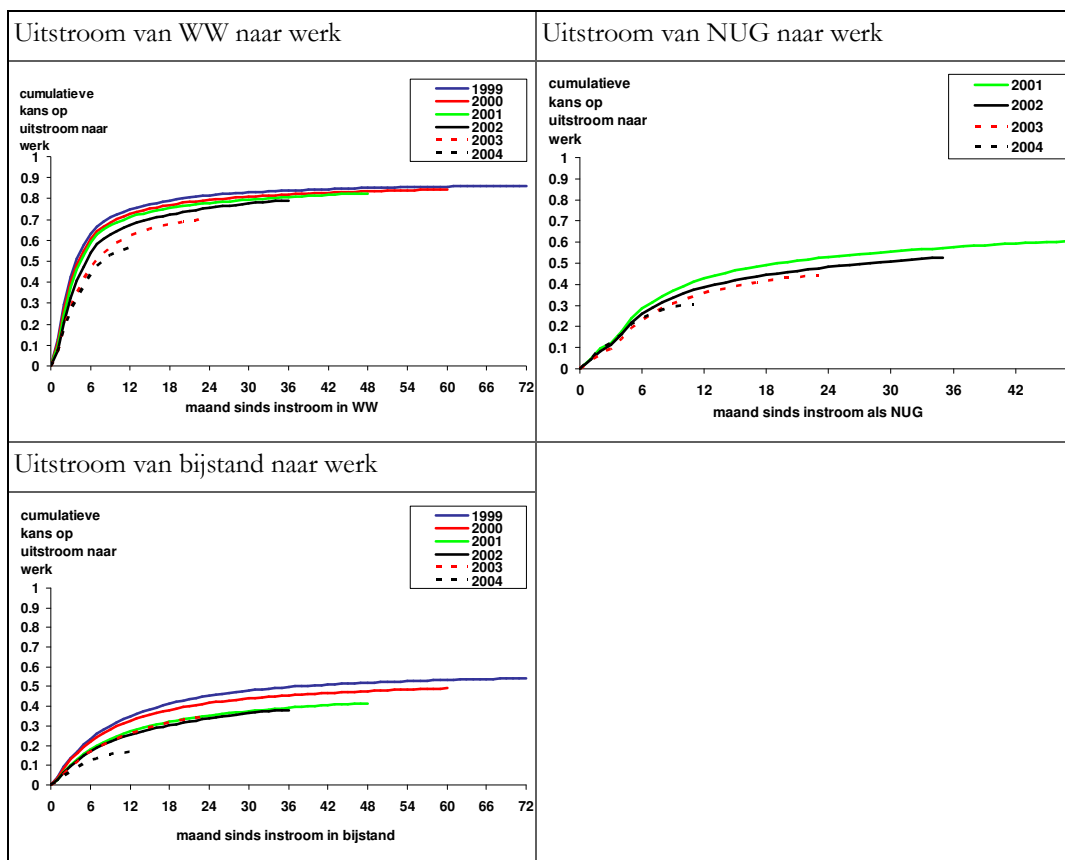 Uitstroom van WW naar werk
cumulatieve
kans op
uitstroom naar
werk
1999
2000
2001
2002
2003
2004
1
0.9
0.8
0.7
0.6
0.5
0.4
0.3
0.2
0.1
0
0 6 12 18 24 30 36 42 48 54 60 66 72
maand sinds instroom in WW
Uitstroom van NUG naar werk
cumulatieve
kans op
uitstroom naar
werk
2001
2002
2003
2004
1
0.9
0.8
0.7
0.6
0.5
0.4
0.3
0.2
0.1
0
0 6 12 18 24 30 36 42
maand sinds instroom als NUG
Uitstroom van bijstand naar werk
cumulatieve
kans op
uitstroom naar
werk
1999
2000
2001
2002
2003
2004
1
0.9
0.8
0.7
0.6
0.5
0.4
0.3
0.2
0.1
0
0 6 12 18 24 30 36 42 48 54 60 66 72
maand sinds instroom in bijstand